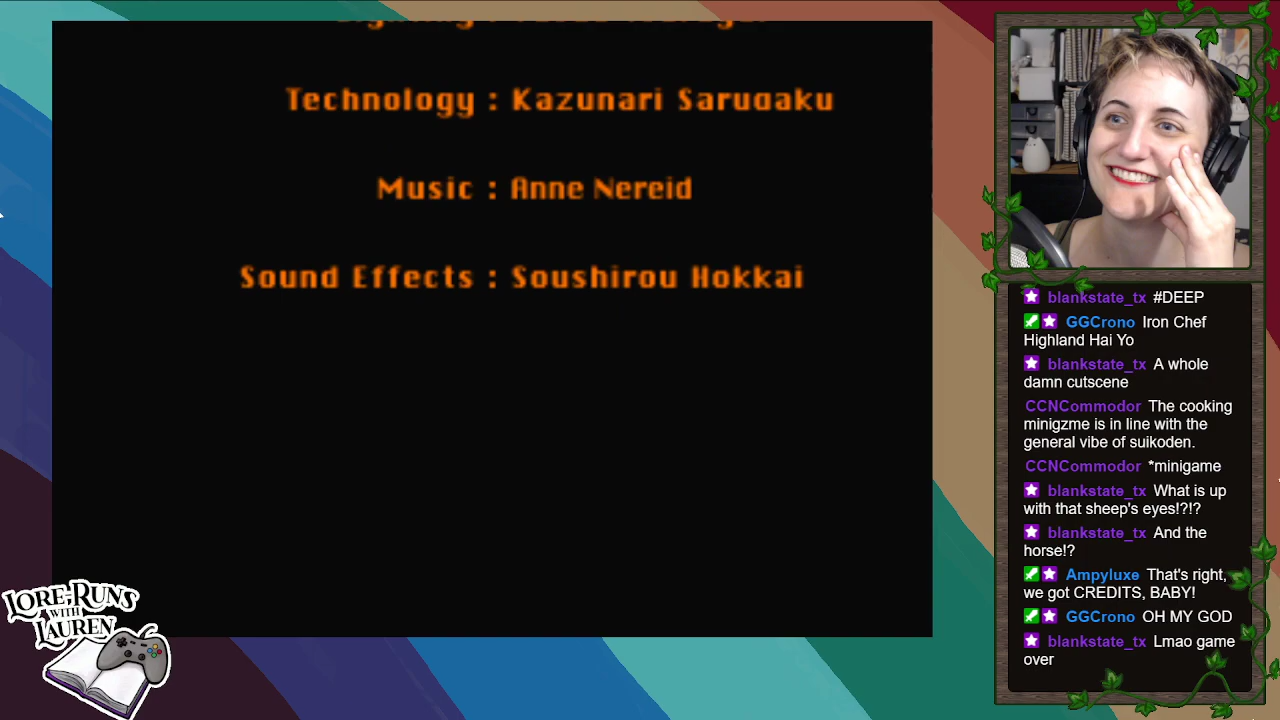 Technology : Kazunari Sarugaku
Music : Anne Nereid
Sound Effects : Soushirou Hokkai
blankstate_tx #DEEP
GGCrono Iron Chef
Highland Hai Yo
blankstate_tx A whole
damn cutscene
CCNCommodor The cooking
minigzme is in line with the
general vibe of suikoden.
CCNCommodor *minigame
blankstate_tx What is up
with that sheep's eyes!?!?
blankstate_tx And the
horse!?
Ampyluxe That's right,
we got CREDITS, BABY!
GGCrono OH MY GOD
blankstate_tx Lmao game
over
LORE-RUNS
WITH
LAUREN